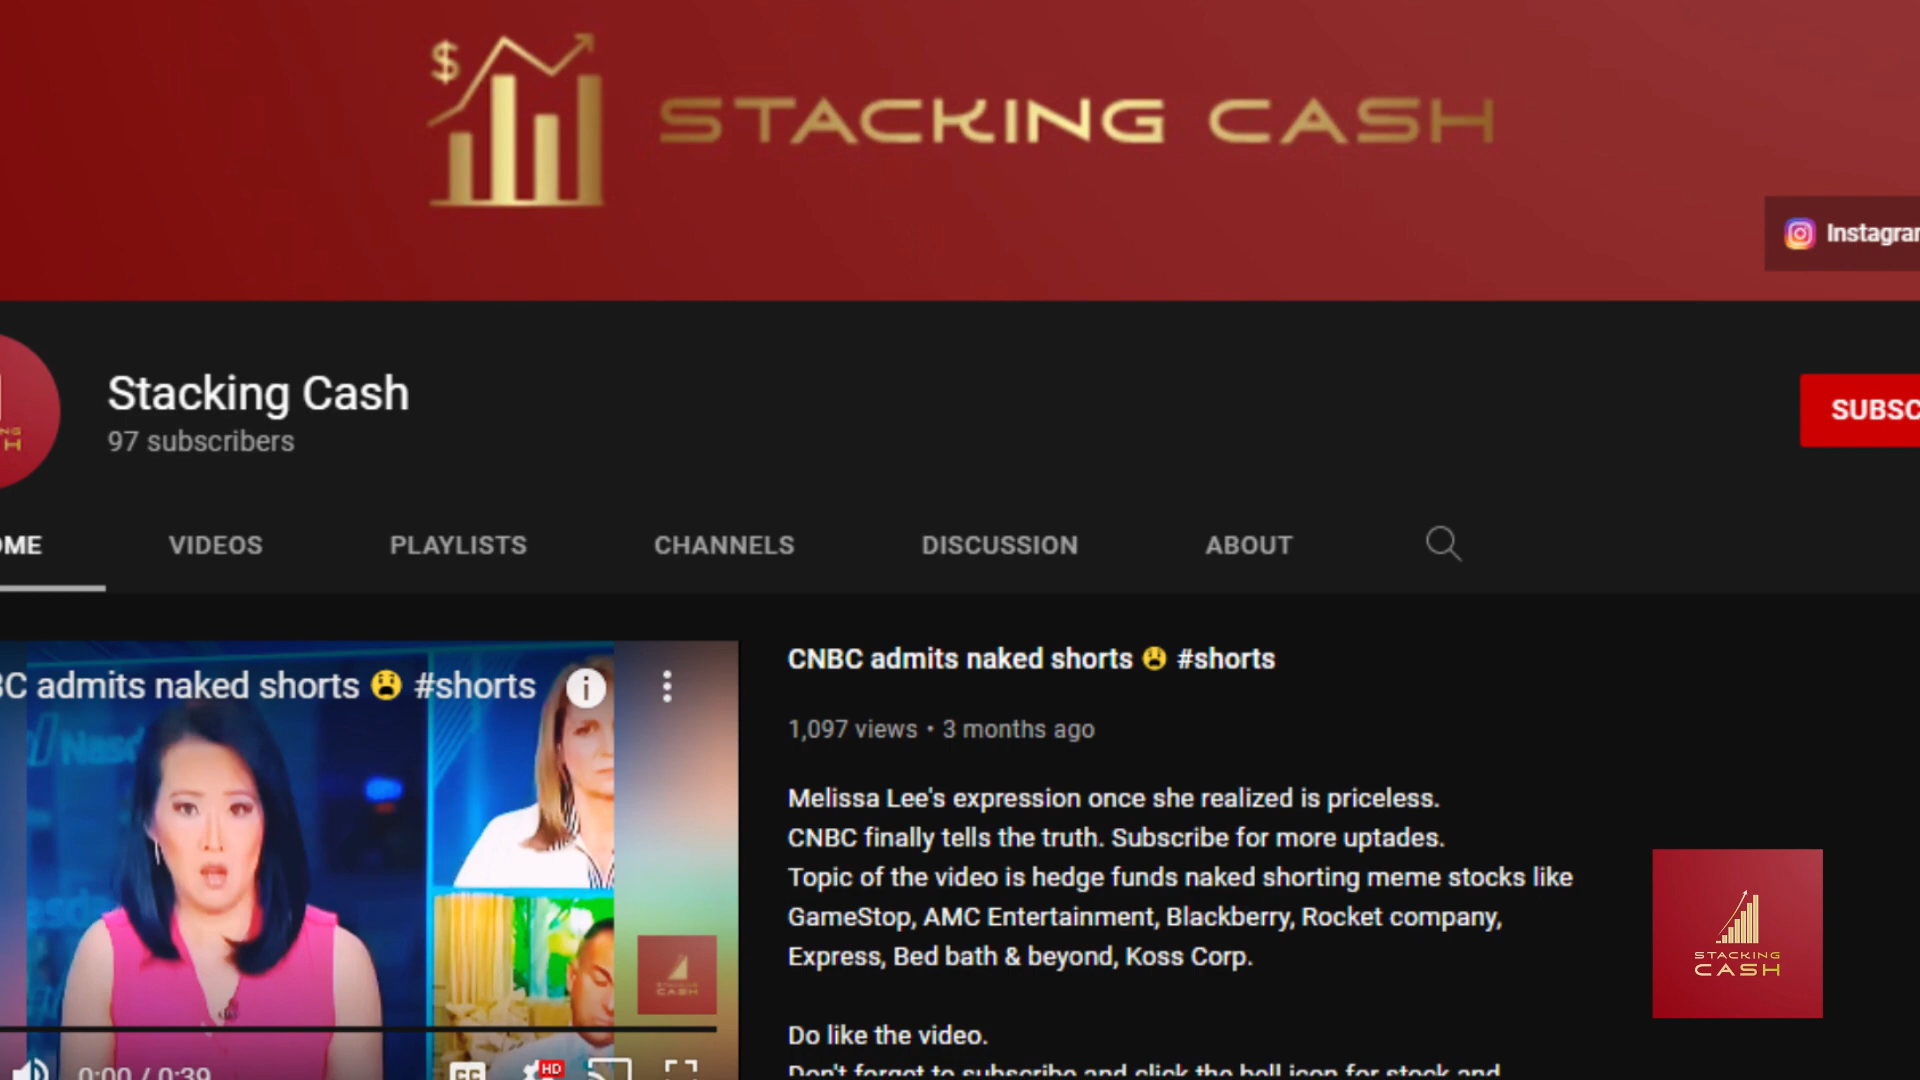 $
STACKING CASH
Instagram
Stacking Cash
97 subscribers
SUBSC
OME
VIDEOS
PLAYLISTS
CHANNELS
DISCUSSION
ABOUT
BC admits naked shorts 😫 #shorts
CNBC admits naked shorts 😫 #shorts
1,097 views • 3 months ago
Melissa Lee's expression once she realized is priceless.
CNBC finally tells the truth. Subscribe for more uptades.
Topic of the video is hedge funds naked shorting meme stocks like
GameStop, AMC Entertainment, Blackberry, Rocket company,
Express, Bed bath & beyond, Koss Corp.
Do like the video.
Don't forget to subscribe and click the bell icon for stock and
0:00 / 0:39
CC
HD
STACKING
CASH
STACKING
CASH